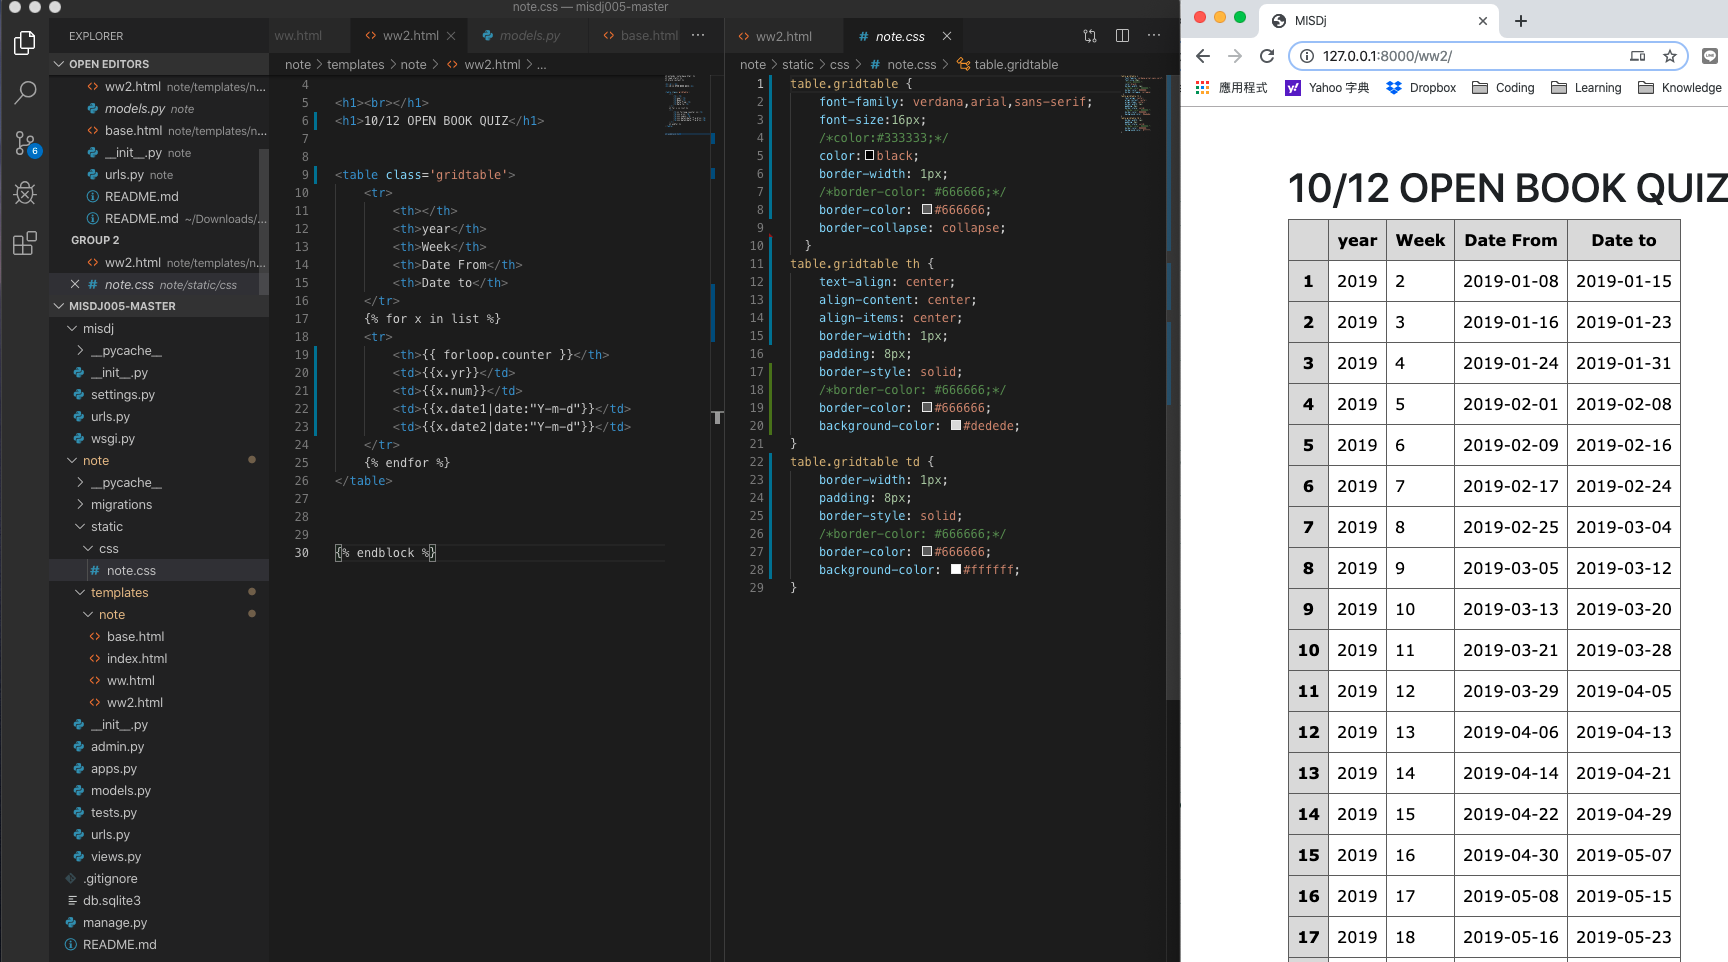 note.css — misdj005-master
EXPLORER
OPEN EDITORS
ww2.html note/templates/n...
models.py note
base.html note/templates/n...
__init__.py note
urls.py note
README.md
README.md ~/Downloads/...
GROUP 2
ww2.html note/templates/n...
# note.css note/static/css
MISDJ005-MASTER
misdj
__pycache__
__init__.py
settings.py
urls.py
wsgi.py
note
__pycache__
migrations
static
css
# note.css
templates
note
base.html
index.html
ww.html
ww2.html
__init__.py
admin.py
apps.py
models.py
tests.py
urls.py
views.py
.gitignore
db.sqlite3
manage.py
README.md
6
ww.html
ww2.html
models.py
base.html
note > templates > note > ww2.html > ...
4
5 <h1><br></h1>
6 <h1>10/12 OPEN BOOK QUIZ</h1>
7
8
9 <table class='gridtable'>
10 <tr>
11 <th></th>
12 <th>year</th>
13 <th>Week</th>
14 <th>Date From</th>
15 <th>Date to</th>
16 </tr>
17 {% for x in list %}
18 <tr>
19 <th>{{ forloop.counter }}</th>
20 <td>{{x.yr}}</td>
21 <td>{{x.num}}</td>
22 <td>{{x.date1|date:"Y-m-d"}}</td>
23 <td>{{x.date2|date:"Y-m-d"}}</td>
24 </tr>
25 {% endfor %}
26 </table>
27
28
29
30 {% endblock %}
ww2.html
# note.css
note > static > css > # note.css > table.gridtable
1 table.gridtable {
2 font-family: verdana,arial,sans-serif;
3 font-size:16px;
4 /*color:#333333;*/
5 color:black;
6 border-width: 1px;
7 /*border-color: #666666;*/
8 border-color: #666666;
9 border-collapse: collapse;
10 }
11 table.gridtable th {
12 text-align: center;
13 align-content: center;
14 align-items: center;
15 border-width: 1px;
16 padding: 8px;
17 border-style: solid;
18 /*border-color: #666666;*/
19 border-color: #666666;
20 background-color: #dedede;
21 }
22 table.gridtable td {
23 border-width: 1px;
24 padding: 8px;
25 border-style: solid;
26 /*border-color: #666666;*/
27 border-color: #666666;
28 background-color: #ffffff;
29 }
MISDj
127.0.0.1:8000/ww2/
應用程式
Yahoo 字典
Dropbox
Coding
Learning
Knowledge
10/12 OPEN BOOK QUIZ
year Week Date From Date to
1 2019 2 2019-01-08 2019-01-15
2 2019 3 2019-01-16 2019-01-23
3 2019 4 2019-01-24 2019-01-31
4 2019 5 2019-02-01 2019-02-08
5 2019 6 2019-02-09 2019-02-16
6 2019 7 2019-02-17 2019-02-24
7 2019 8 2019-02-25 2019-03-04
8 2019 9 2019-03-05 2019-03-12
9 2019 10 2019-03-13 2019-03-20
10 2019 11 2019-03-21 2019-03-28
11 2019 12 2019-03-29 2019-04-05
12 2019 13 2019-04-06 2019-04-13
13 2019 14 2019-04-14 2019-04-21
14 2019 15 2019-04-22 2019-04-29
15 2019 16 2019-04-30 2019-05-07
16 2019 17 2019-05-08 2019-05-15
17 2019 18 2019-05-16 2019-05-23